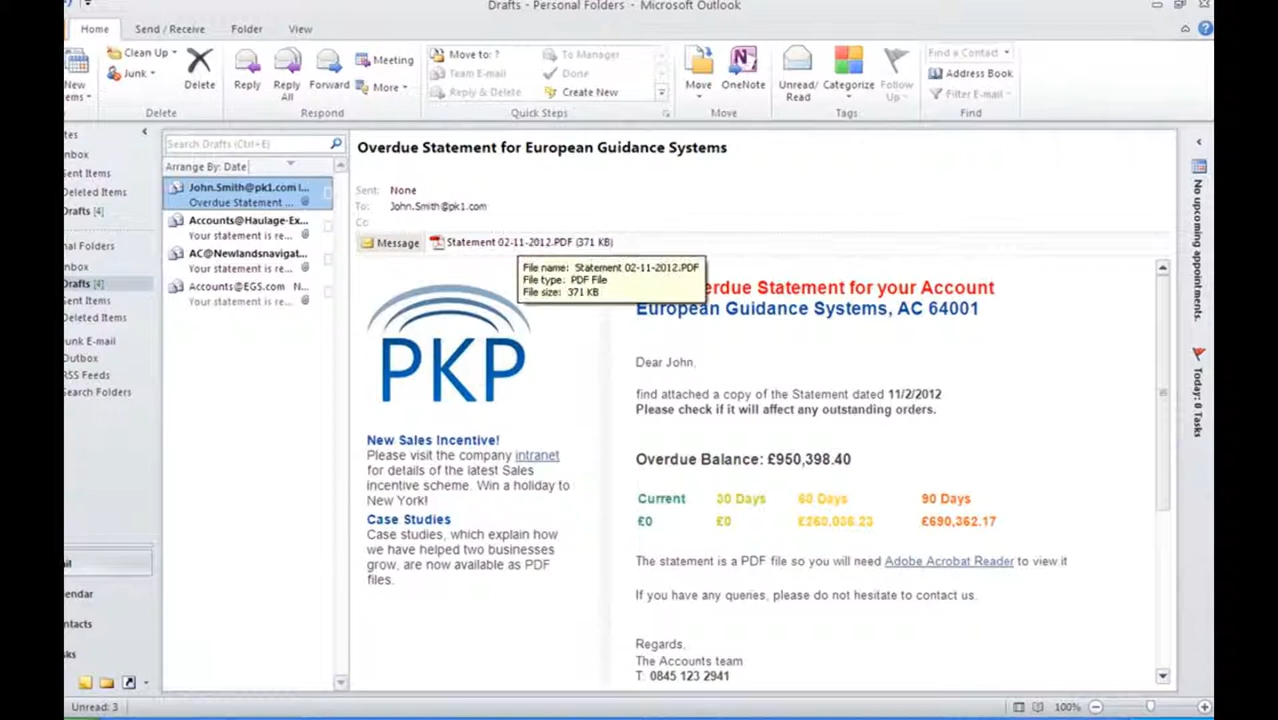 Drafts - Personal Folders - Microsoft Outlook
Home Send / Receive Folder View
Clean Up
Junk
Delete
Reply
Reply All
Forward
Meeting
More
Move to: ?
Team E-mail
Reply & Delete
To Manager
Done
Create New
Move
OneNote
Unread/ Read
Categorize
Follow Up
Find a Contact
Address Book
Filter E-mail
New
Delete Respond Quick Steps Move Tags Find
ent Items
Deleted Items
Drafts [4]
nal Folders
Drafts [4]
ent Items
Deleted Items
unk E-mail
Outbox
RSS Feeds
Search Folders
Search Drafts (Ctrl+E)
Arrange By: Date
John.Smith@pk1.com I...
Overdue Statement ...
Accounts@Haulage-Ex...
Your statement is re...
AC@Newlandsnavigat...
Your statement is re...
Accounts@EGS.com N...
Your statement is re...
Overdue Statement for European Guidance Systems
Sent: None
To: John.Smith@pk1.com
Cc
Message Statement 02-11-2012.PDF (371 KB)
File name: Statement 02-11-2012.PDF
File type: PDF File
File size: 371 KB
PKP
New Sales Incentive!
Please visit the company intranet
for details of the latest Sales
incentive scheme. Win a holiday to
New York!
Case Studies
Case studies, which explain how
we have helped two businesses
grow, are now available as PDF
files.
erdue Statement for your Account
European Guidance Systems, AC 64001
Dear John,
find attached a copy of the Statement dated 11/2/2012
Please check if it will affect any outstanding orders.
Overdue Balance: £950,398.40
Current 30 Days 60 Days 90 Days
£0 £0 £260,036.23 £690,362.17
The statement is a PDF file so you will need Adobe Acrobat Reader to view it
If you have any queries, please do not hesitate to contact us.
Regards,
The Accounts team
T: 0845 123 2941
No upcoming appointments.
Today: 0 Tasks
Unread: 3
100%